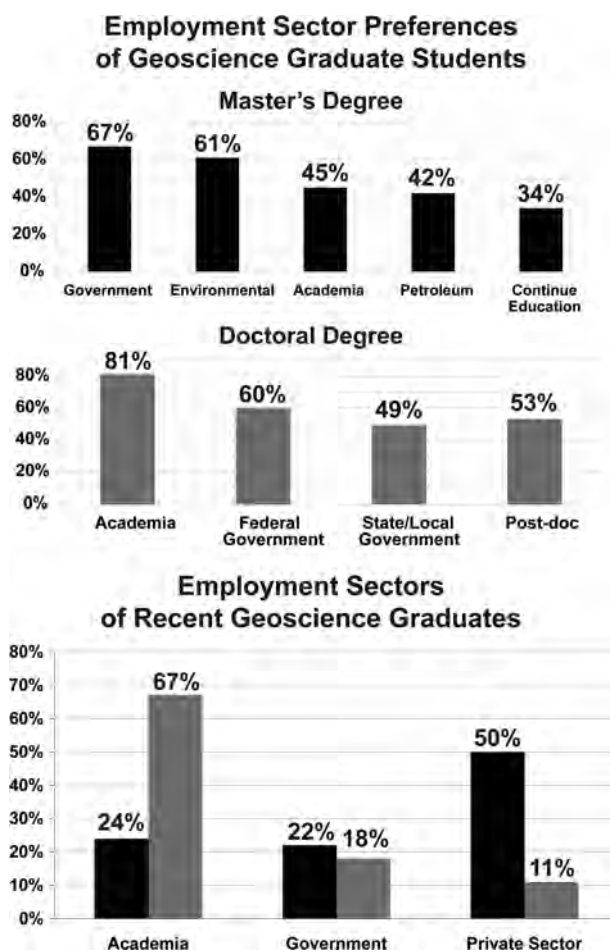 Employment Sector Preferences
of Geoscience Graduate Students
Master's Degree
80%
60%
40%
20%
0%
67%
61%
45%
42%
34%
Government
Environmental
Academia
Petroleum
Continue
Education
Doctoral Degree
80%
60%
40%
20%
0%
81%
60%
49%
53%
Academia
Federal
Government
State/Local
Government
Post-doc
Employment Sectors
of Recent Geoscience Graduates
80%
70%
60%
50%
40%
30%
20%
10%
0%
24%
67%
22%
18%
50%
11%
Academia
Government
Private Sector